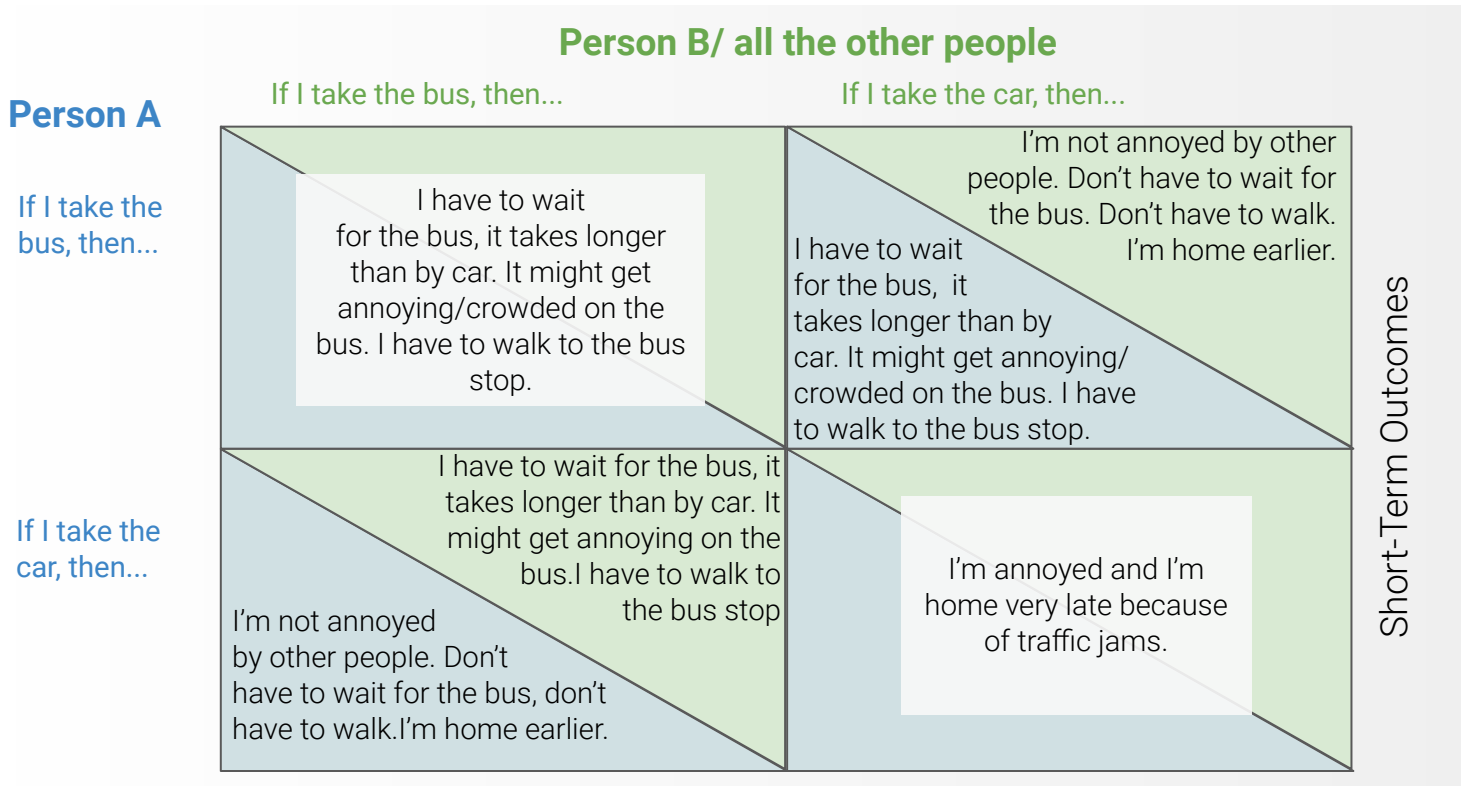 Person B/ all the other people
If I take the bus, then...
If I take the car, then...
Person A
If I take the
bus, then...
I have to wait
for the bus, it takes longer
than by car. It might get
annoying/crowded on the
bus. I have to walk to the bus
stop.
I'm not annoyed by other
people. Don't have to wait for
the bus. Don't have to walk.
I'm home earlier.
I have to wait
for the bus,  it
takes longer than by
car. It might get annoying/
crowded on the bus. I have
to walk to the bus stop.
If I take the
car, then...
I have to wait for the bus, it
takes longer than by car. It
might get annoying on the
bus.I have to walk to
the bus stop
I'm not annoyed
by other people. Don't
have to wait for the bus, don't
have to walk.I'm home earlier.
I'm annoyed and I'm
home very late because
of traffic jams.
Short-Term Outcomes